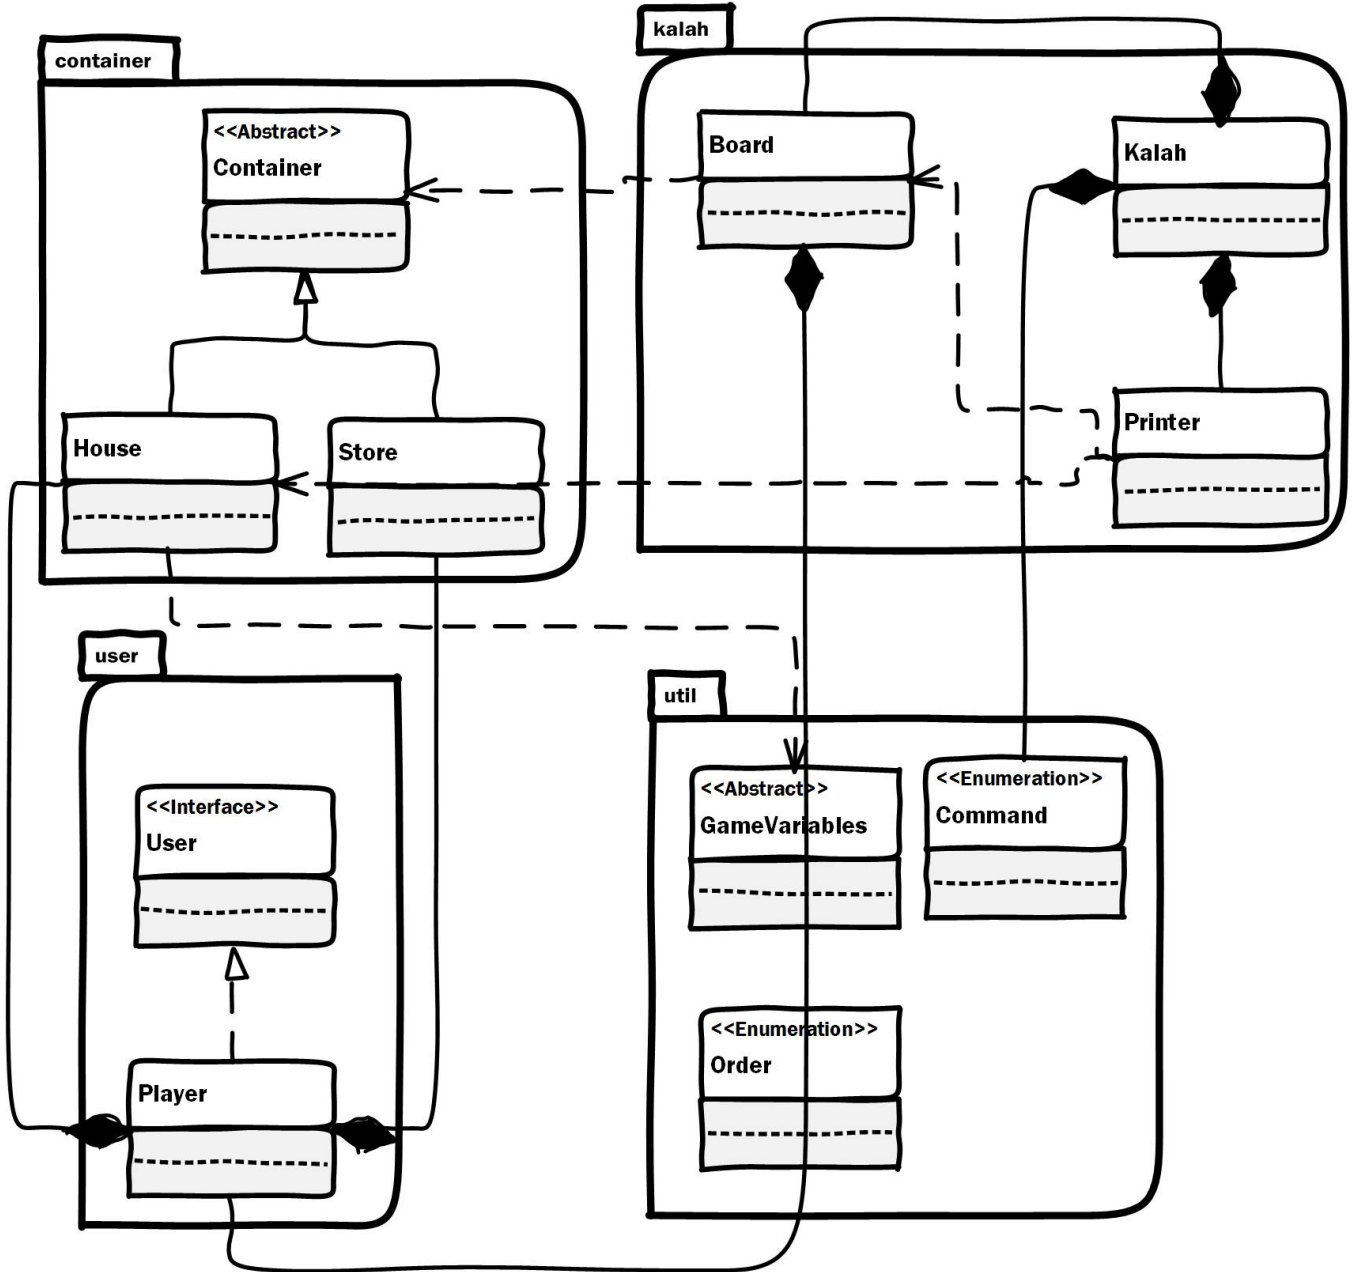 container
<<Abstract>>
Container
House
Store
kalah
Board
Kalah
Printer
user
<<Interface>>
User
Player
util
<<Abstract>>
GameVariables
<<Enumeration>>
Command
<<Enumeration>>
Order